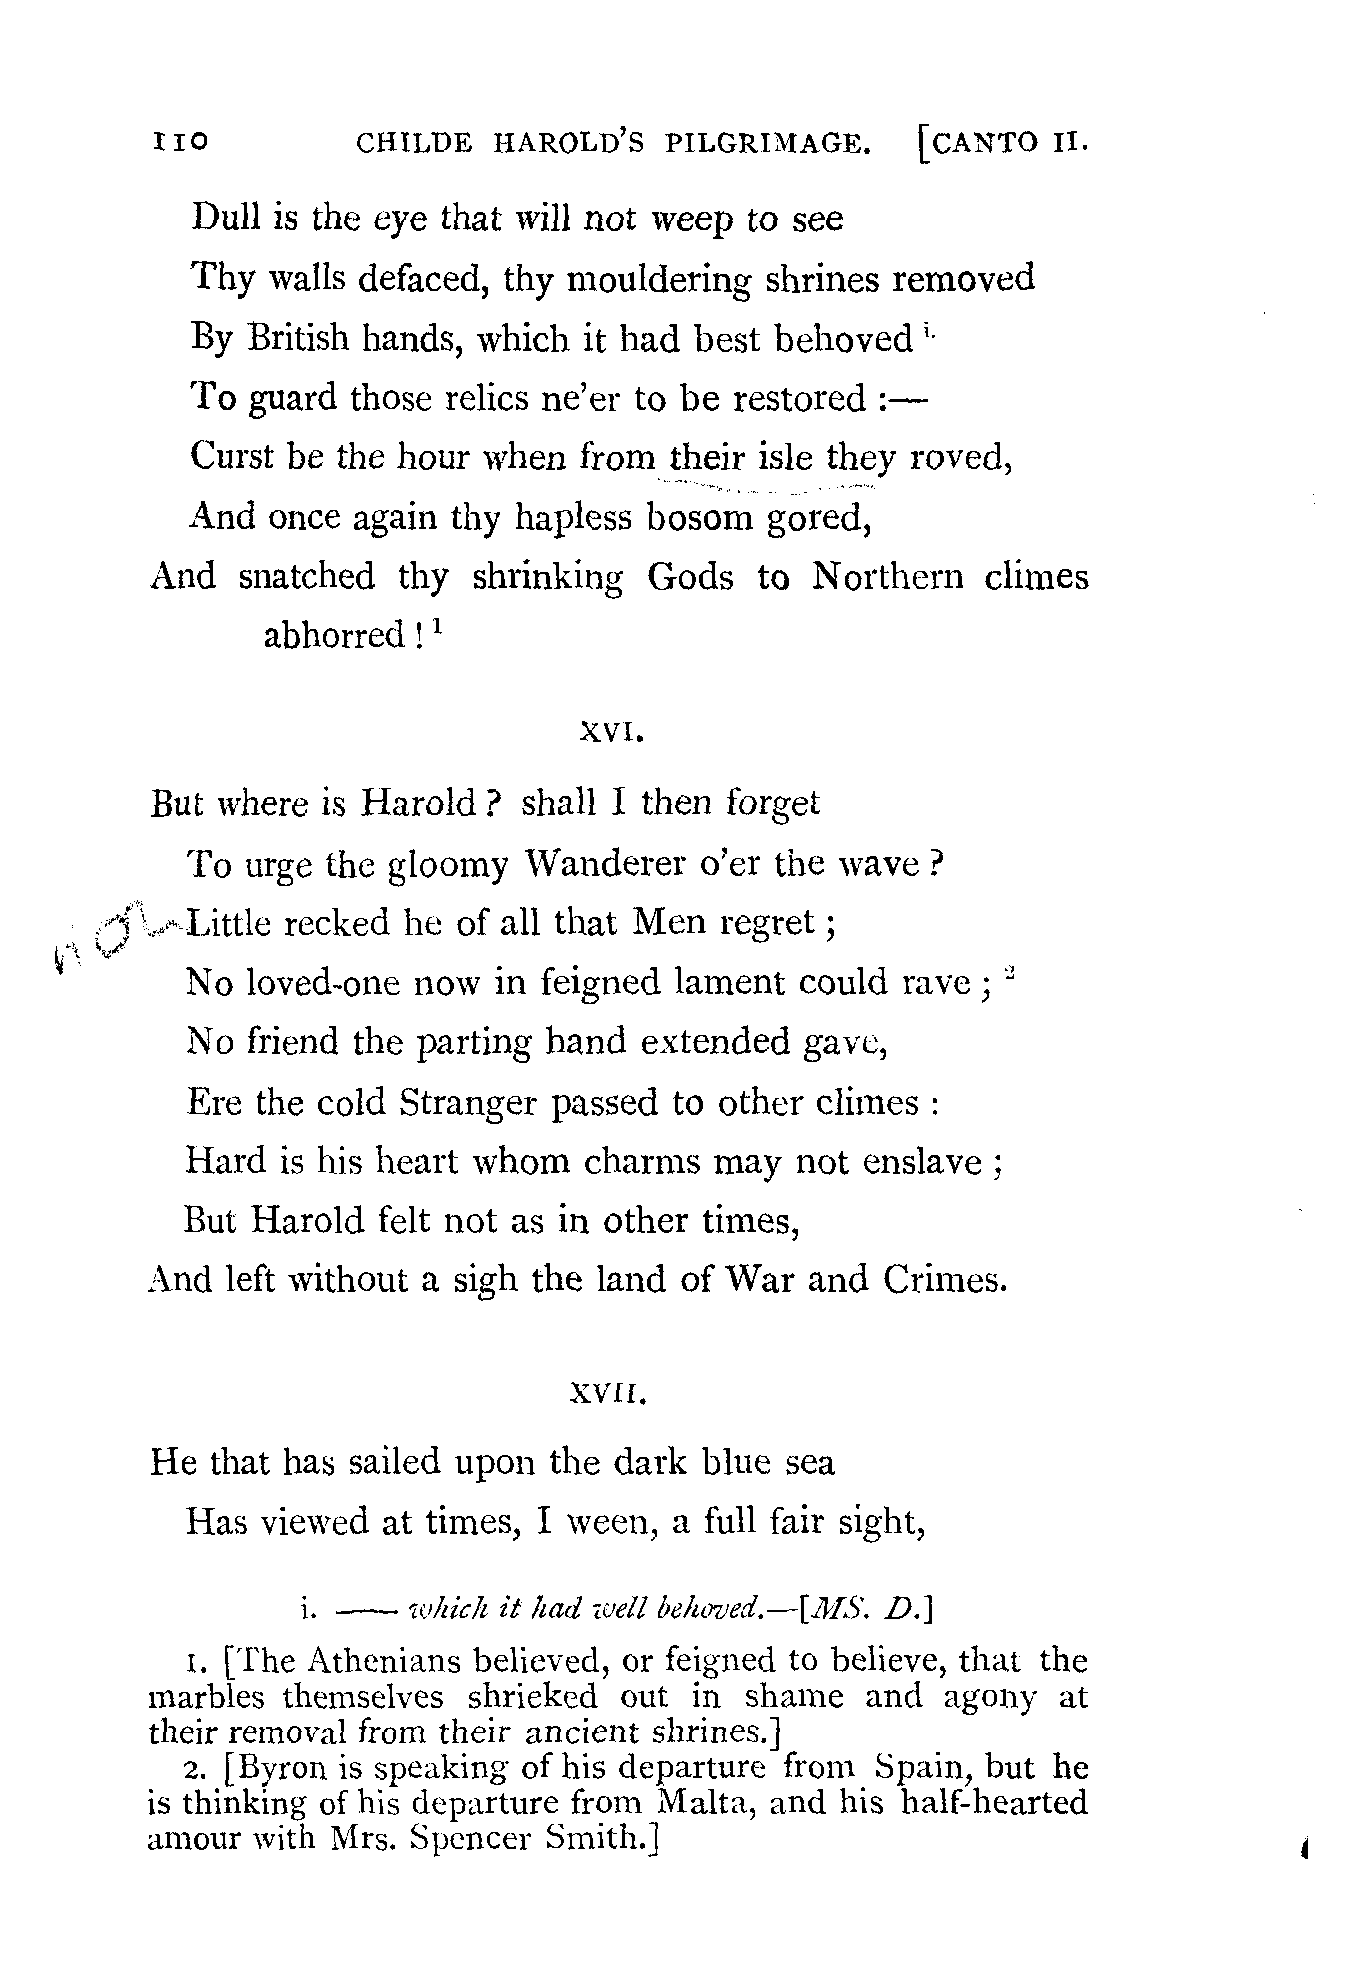 110 CHILDE HAROLD'S PILGRIMAGE. [CANTO II.
Dull is the eye that will not weep to see
Thy walls defaced, thy mouldering shrines removed
By British hands, which it had best behoved i.
To guard those relics ne'er to be restored :—
Curst be the hour when from their isle they roved,
And once again thy hapless bosom gored,
And snatched thy shrinking Gods to Northern climes
abhorred ! 1
XVI.
But where is Harold ? shall I then forget
To urge the gloomy Wanderer o'er the wave ?
Little recked he of all that Men regret ;
No loved-one now in feigned lament could rave ; 2
No friend the parting hand extended gave,
Ere the cold Stranger passed to other climes :
Hard is his heart whom charms may not enslave ;
But Harold felt not as in other times,
And left without a sigh the land of War and Crimes.
XVII.
He that has sailed upon the dark blue sea
Has viewed at times, I ween, a full fair sight,
i. —— which it had well behoved.—[MS. D.]
1. [The Athenians believed, or feigned to believe, that the
marbles themselves shrieked out in shame and agony at
their removal from their ancient shrines.]
2. [Byron is speaking of his departure from Spain, but he
is thinking of his departure from Malta, and his half-hearted
amour with Mrs. Spencer Smith.]